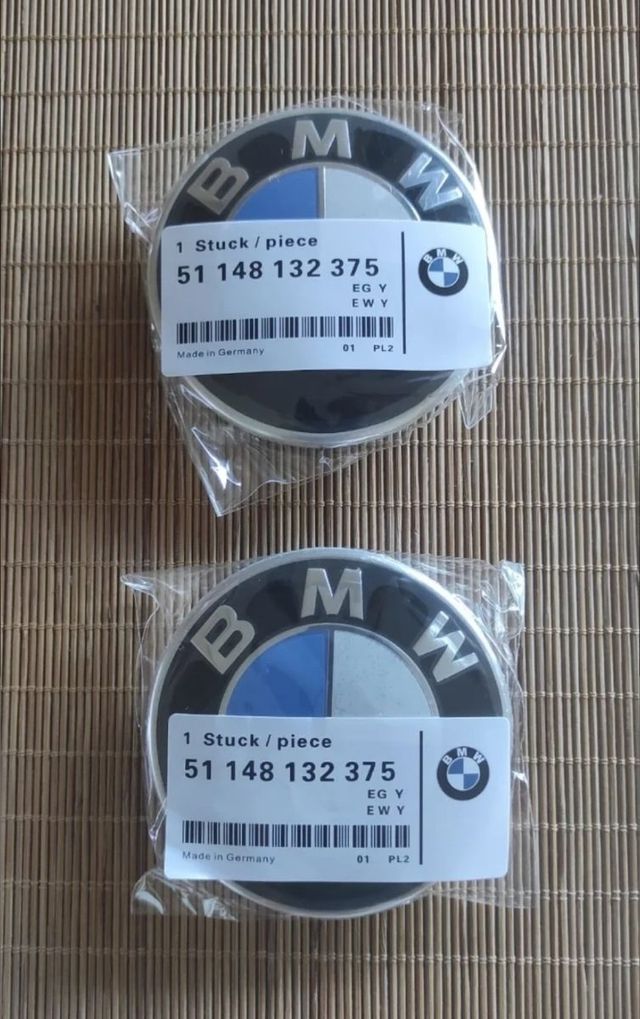 BMW
1 Stuck / piece
51 148 132 375
EG Y
EW Y
Made in Germany 01 PL2
BMW
BMW
1 Stuck / piece
51 148 132 375
EG Y
EW Y
Made in Germany 01 PL2
BMW